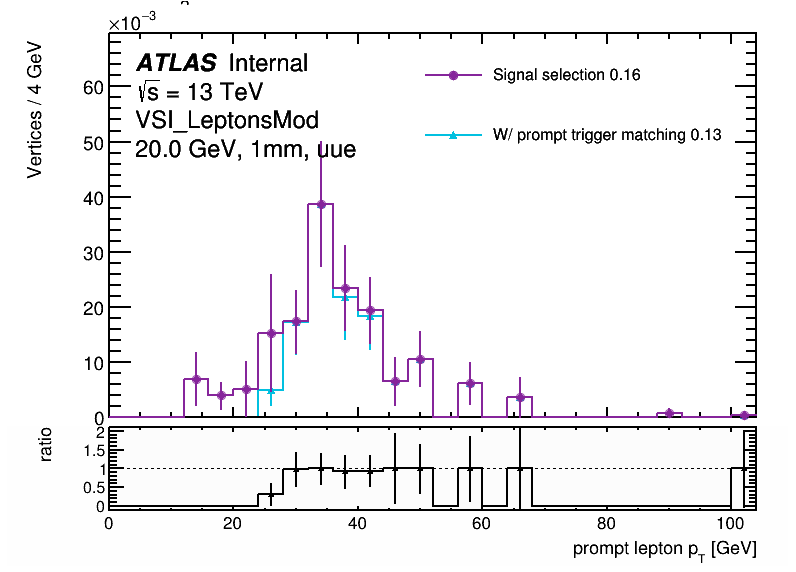 ×10⁻³
Vertices / 4 GeV
60
50
40
30
20
10
0
ATLAS Internal
√s = 13 TeV
VSI_LeptonsMod
20.0 GeV, 1mm, uue
Signal selection 0.16
W/ prompt trigger matching 0.13
ratio
2
1.5
1
0.5
0
0 20 40 60 80 100
prompt lepton p_T [GeV]